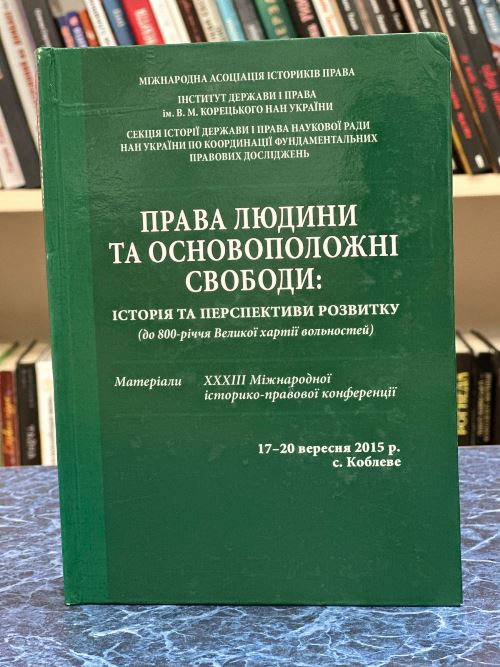 МІЖНАРОДНА АСОЦІАЦІЯ ІСТОРИКІВ ПРАВА
ІНСТИТУТ ДЕРЖАВИ І ПРАВА
ім. В. М. КОРЕЦЬКОГО НАН УКРАЇНИ
СЕКЦІЯ ІСТОРІЇ ДЕРЖАВИ І ПРАВА НАУКОВОЇ РАДИ
НАН УКРАЇНИ ПО КООРДИНАЦІЇ ФУНДАМЕНТАЛЬНИХ
ПРАВОВИХ ДОСЛІДЖЕНЬ
ПРАВА ЛЮДИНИ
ТА ОСНОВОПОЛОЖНІ
СВОБОДИ:
ІСТОРІЯ ТА ПЕРСПЕКТИВИ РОЗВИТКУ
(до 800-річчя Великої хартії вольностей)
Матеріали XXXIII Міжнародної
історико-правової конференції
17–20 вересня 2015 р.
с. Коблеве